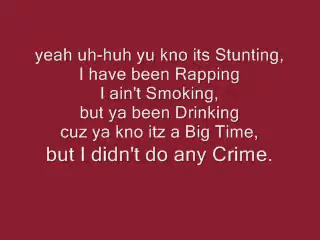 yeah uh-huh yu kno its Stunting,
I have been Rapping
I ain't Smoking,
but ya been Drinking
cuz ya kno itz a Big Time,
but I didn't do any Crime.